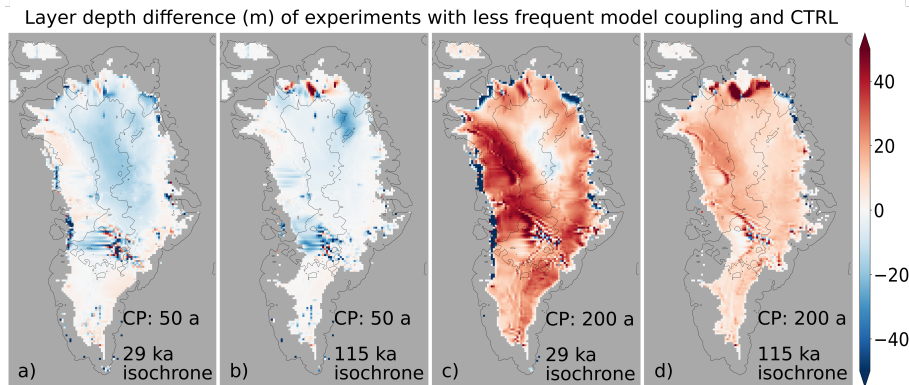 Layer depth difference (m) of experiments with less frequent model coupling and CTRL
CP: 50 a
29 ka
isochrone
a)
CP: 50 a
115 ka
isochrone
b)
CP: 200 a
29 ka
isochrone
c)
CP: 200 a
115 ka
isochrone
d)
40
20
0
−20
−40